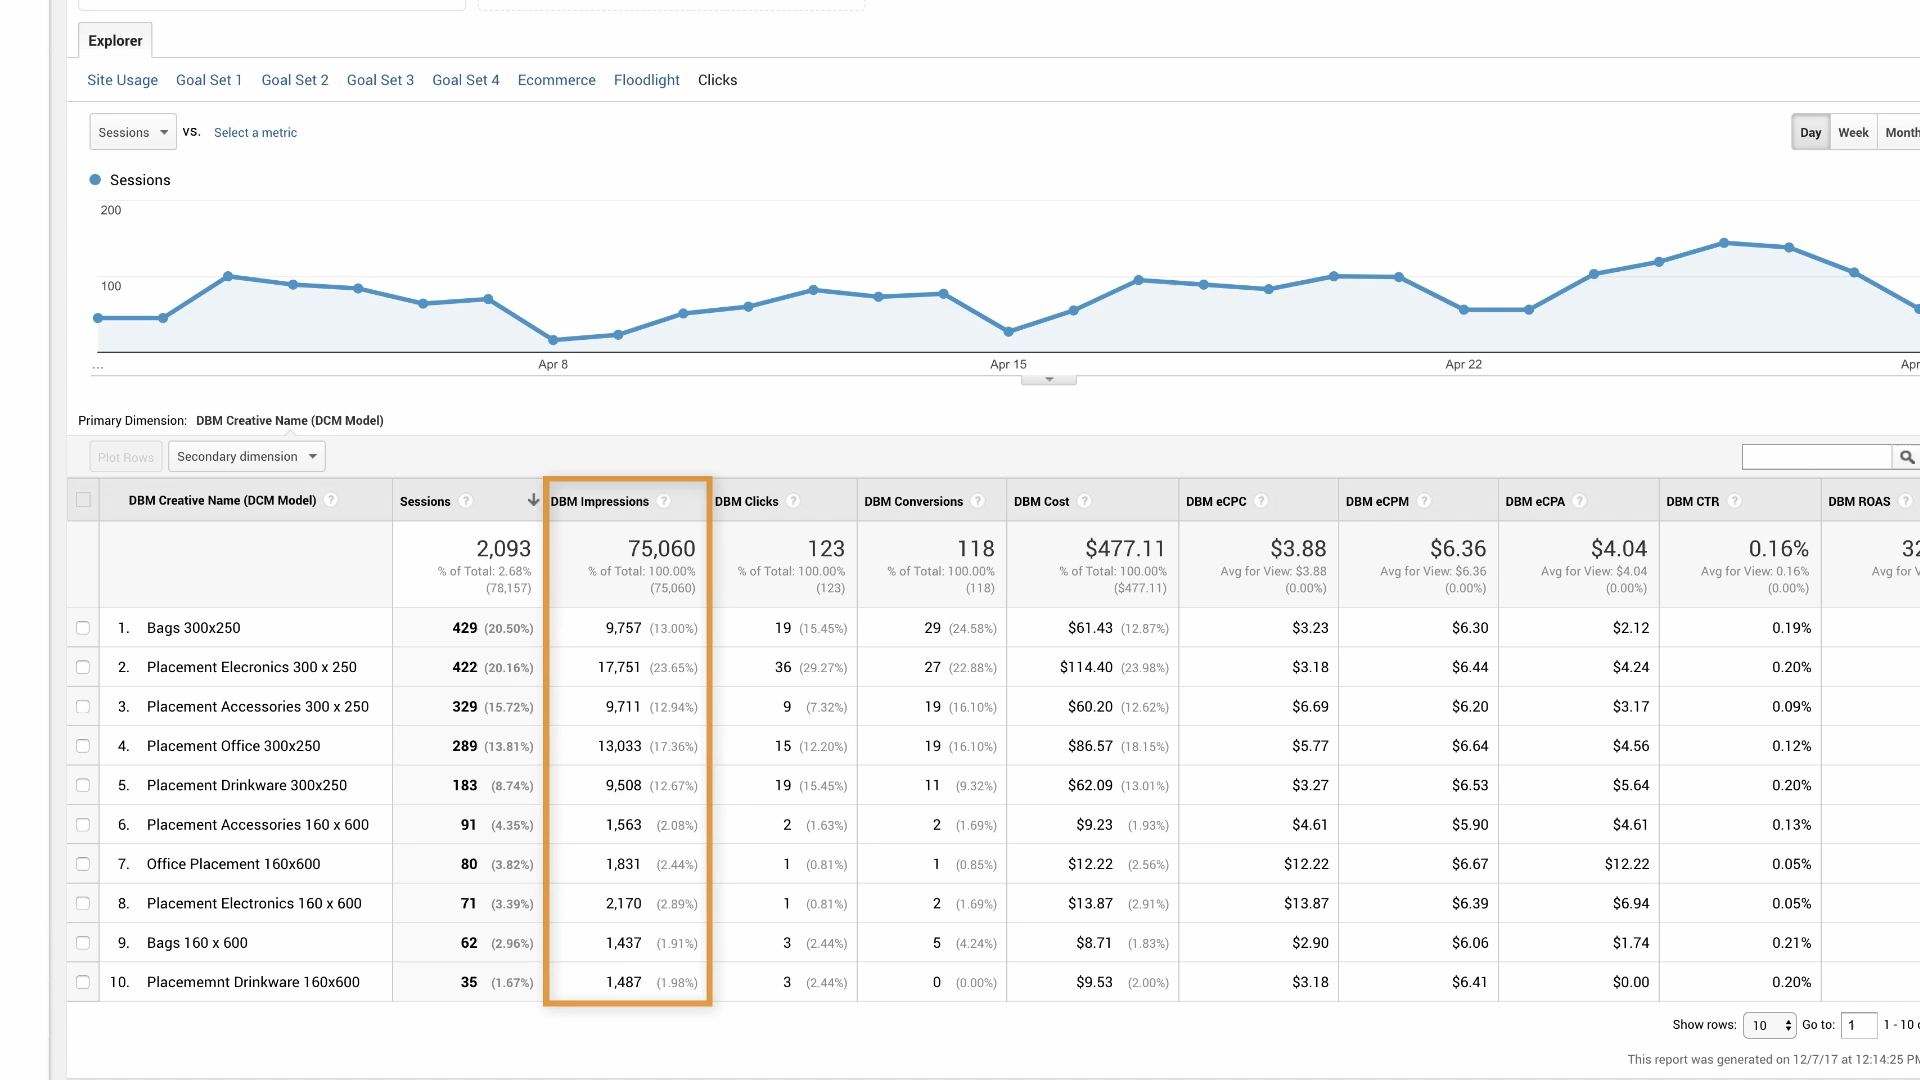 Explorer
Site Usage Goal Set 1 Goal Set 2 Goal Set 3 Goal Set 4 Ecommerce Floodlight Clicks
Sessions VS. Select a metric Day Week Month
Sessions
200
100
... Apr 8 Apr 15 Apr 22 Apr
Primary Dimension: DBM Creative Name (DCM Model)
Plot Rows Secondary dimension
DBM Creative Name (DCM Model) ? Sessions ? DBM Impressions ? DBM Clicks ? DBM Conversions ? DBM Cost ? DBM eCPC ? DBM eCPM ? DBM eCPA ? DBM CTR ? DBM ROAS ?
2,093 75,060 123 118 $477.11 $3.88 $6.36 $4.04 0.16% 32
% of Total: 2.68% % of Total: 100.00% % of Total: 100.00% % of Total: 100.00% % of Total: 100.00% Avg for View: $3.88 Avg for View: $6.36 Avg for View: $4.04 Avg for View: 0.16% Avg for V
(78,157) (75,060) (123) (118) ($477.11) (0.00%) (0.00%) (0.00%) (0.00%)
1. Bags 300x250 429 (20.50%) 9,757 (13.00%) 19 (15.45%) 29 (24.58%) $61.43 (12.87%) $3.23 $6.30 $2.12 0.19%
2. Placement Elecronics 300 x 250 422 (20.16%) 17,751 (23.65%) 36 (29.27%) 27 (22.88%) $114.40 (23.98%) $3.18 $6.44 $4.24 0.20%
3. Placement Accessories 300 x 250 329 (15.72%) 9,711 (12.94%) 9 (7.32%) 19 (16.10%) $60.20 (12.62%) $6.69 $6.20 $3.17 0.09%
4. Placement Office 300x250 289 (13.81%) 13,033 (17.36%) 15 (12.20%) 19 (16.10%) $86.57 (18.15%) $5.77 $6.64 $4.56 0.12%
5. Placement Drinkware 300x250 183 (8.74%) 9,508 (12.67%) 19 (15.45%) 11 (9.32%) $62.09 (13.01%) $3.27 $6.53 $5.64 0.20%
6. Placement Accessories 160 x 600 91 (4.35%) 1,563 (2.08%) 2 (1.63%) 2 (1.69%) $9.23 (1.93%) $4.61 $5.90 $4.61 0.13%
7. Office Placement 160x600 80 (3.82%) 1,831 (2.44%) 1 (0.81%) 1 (0.85%) $12.22 (2.56%) $12.22 $6.67 $12.22 0.05%
8. Placement Electronics 160 x 600 71 (3.39%) 2,170 (2.89%) 1 (0.81%) 2 (1.69%) $13.87 (2.91%) $13.87 $6.39 $6.94 0.05%
9. Bags 160 x 600 62 (2.96%) 1,437 (1.91%) 3 (2.44%) 5 (4.24%) $8.71 (1.83%) $2.90 $6.06 $1.74 0.21%
10. Placememnt Drinkware 160x600 35 (1.67%) 1,487 (1.98%) 3 (2.44%) 0 (0.00%) $9.53 (2.00%) $3.18 $6.41 $0.00 0.20%
Show rows: 10 Go to: 1 1 - 10
This report was generated on 12/7/17 at 12:14:25 PM